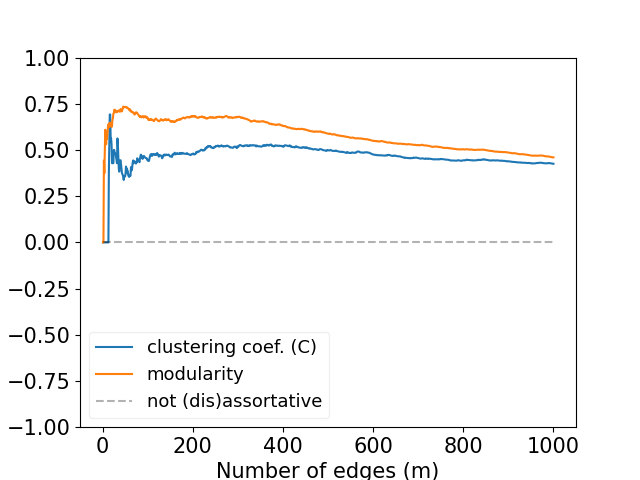 1.00
0.75
0.50
0.25
0.00
−0.25
−0.50
−0.75
−1.00
clustering coef. (C)
modularity
not (dis)assortative
0 200 400 600 800 1000
Number of edges (m)